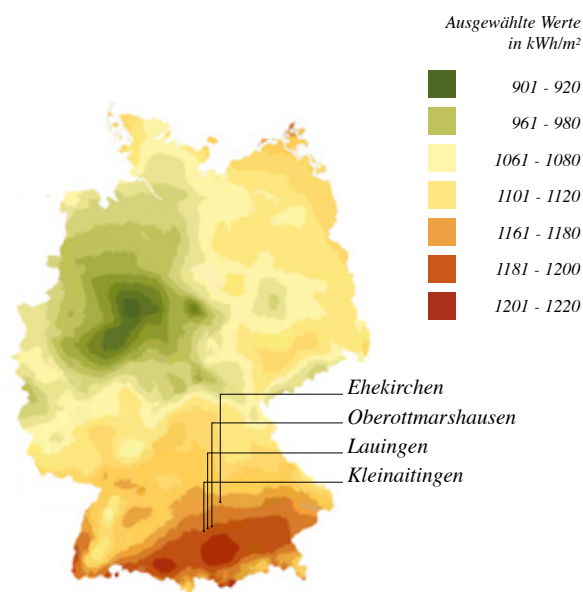 Ausgewählte Werte
in kWh/m²
901 - 920
961 - 980
1061 - 1080
1101 - 1120
1161 - 1180
1181 - 1200
1201 - 1220
Ehekirchen
Oberottmarshausen
Lauingen
Kleinaitingen